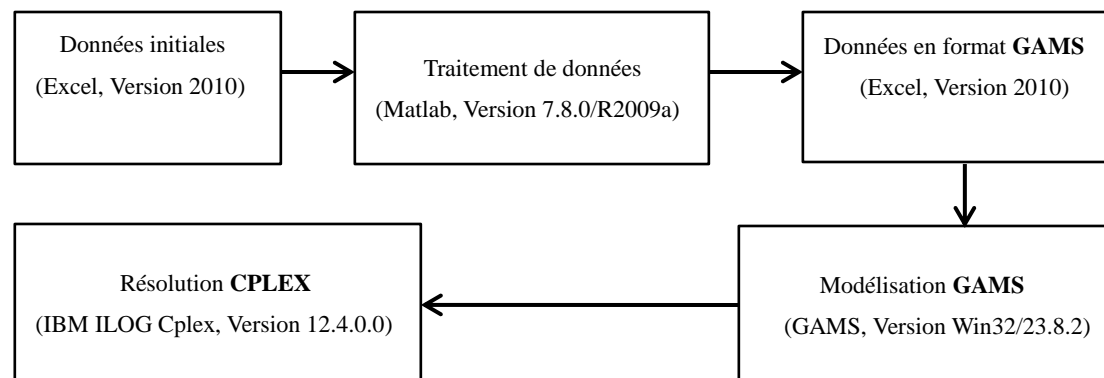 Données initiales
(Excel, Version 2010)
Traitement de données
(Matlab, Version 7.8.0/R2009a)
Données en format GAMS
(Excel, Version 2010)
Modélisation GAMS
(GAMS, Version Win32/23.8.2)
Résolution CPLEX
(IBM ILOG Cplex, Version 12.4.0.0)